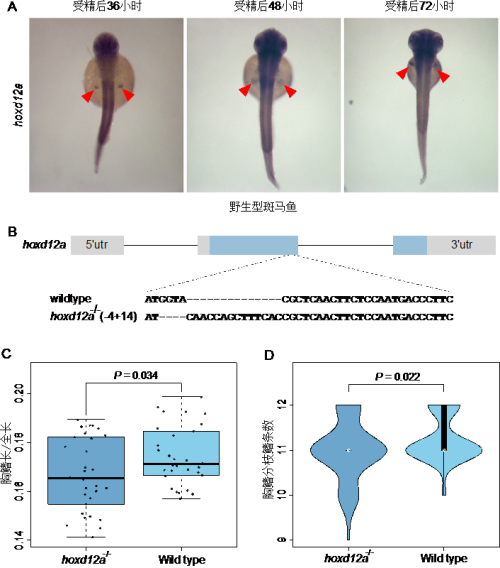 A
受精后36小时 受精后48小时 受精后72小时
hoxd12a
野生型斑马鱼
B
hoxd12a 5'utr 3'utr
wildtype ATGGTA----------------CGCTCAACTTCTCCAATGACCCTTC
hoxd12a-/-(-4+14) AT----CAACCAGCTTTCACCGCTCAACTTCTCCAATGACCCTTC
C
P = 0.034
胸鳍长/全长
0.20
0.18
0.16
0.14
hoxd12a-/- Wild type
D
P = 0.022
胸鳍分枝鳍条数
12
11
10
9
hoxd12a-/- Wild type